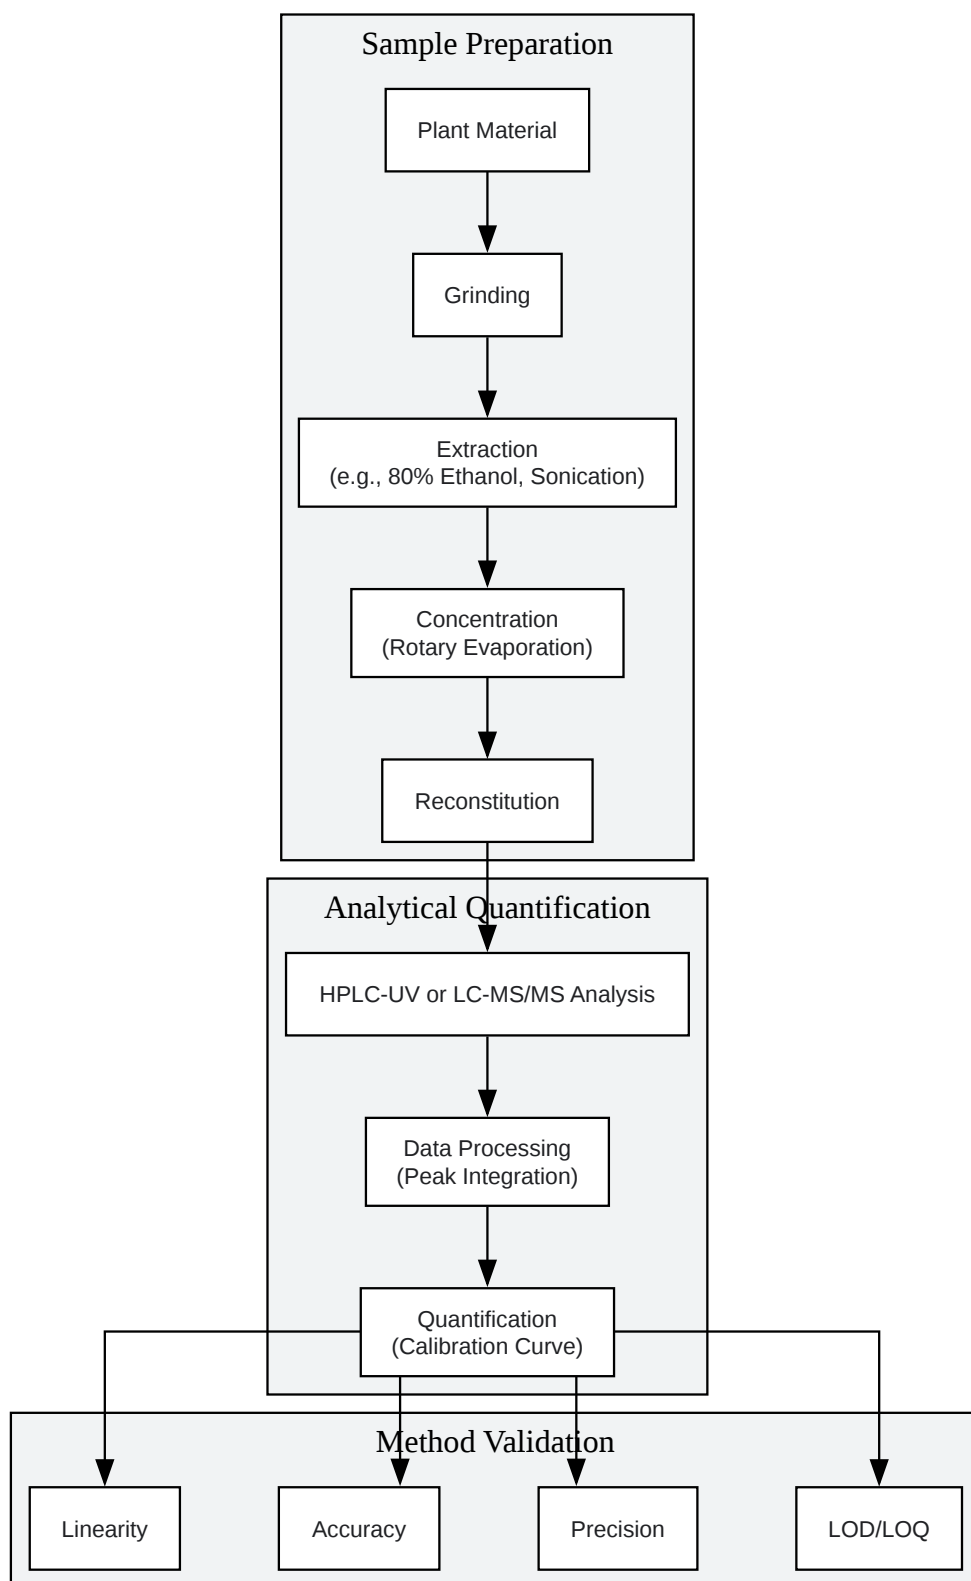 Sample Preparation
Plant Material
Grinding
Extraction
(e.g., 80% Ethanol, Sonication)
Concentration
(Rotary Evaporation)
Reconstitution
Analytical Quantification
HPLC-UV or LC-MS/MS Analysis
Data Processing
(Peak Integration)
Quantification
(Calibration Curve)
Method Validation
Linearity
Accuracy
Precision
LOD/LOQ